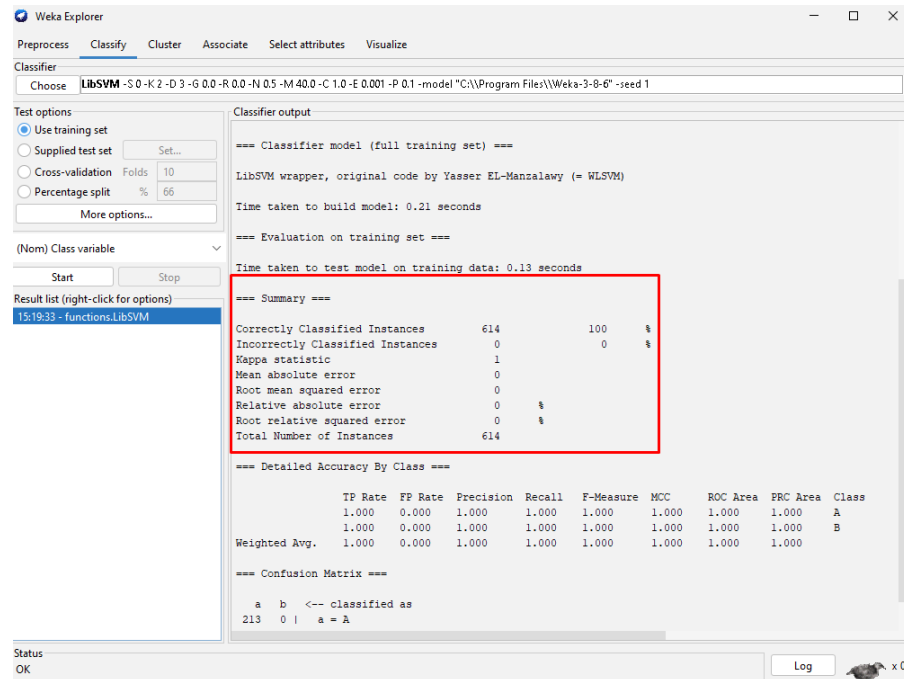 Weka Explorer
Preprocess Classify Cluster Associate Select attributes Visualize
Classifier
Choose LibSVM -S 0 -K 2 -D 3 -G 0.0 -R 0.0 -N 0.5 -M 40.0 -C 1.0 -E 0.001 -P 0.1 -model "C:\\Program Files\\Weka-3-8-6" -seed 1
Test options
Use training set
Supplied test set Set...
Cross-validation Folds 10
Percentage split % 66
More options...
(Nom) Class variable
Start Stop
Result list (right-click for options)
15:19:33 - functions.LibSVM
Classifier output
=== Classifier model (full training set) ===
LibSVM wrapper, original code by Yasser EL-Manzalawy (= WLSVM)
Time taken to build model: 0.21 seconds
=== Evaluation on training set ===
Time taken to test model on training data: 0.13 seconds
=== Summary ===
Correctly Classified Instances 614 100 %
Incorrectly Classified Instances 0 0 %
Kappa statistic 1
Mean absolute error 0
Root mean squared error 0
Relative absolute error 0 %
Root relative squared error 0 %
Total Number of Instances 614
=== Detailed Accuracy By Class ===
TP Rate FP Rate Precision Recall F-Measure MCC ROC Area PRC Area Class
1.000 0.000 1.000 1.000 1.000 1.000 1.000 1.000 A
1.000 0.000 1.000 1.000 1.000 1.000 1.000 1.000 B
Weighted Avg. 1.000 0.000 1.000 1.000 1.000 1.000 1.000 1.000
=== Confusion Matrix ===
a b <-- classified as
213 0 | a = A
Status
OK
Log
x 0